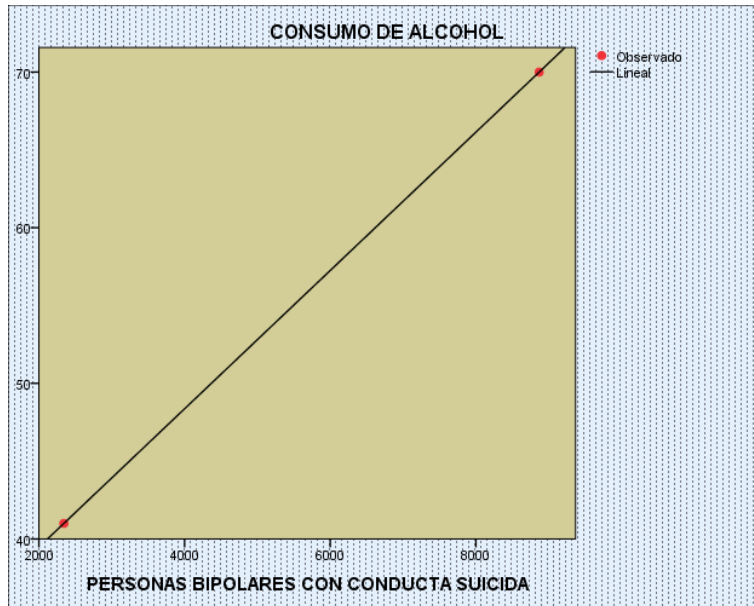 CONSUMO DE ALCOHOL
Observado
Lineal
70
60
50
40
2000
4000
6000
8000
PERSONAS BIPOLARES CON CONDUCTA SUICIDA